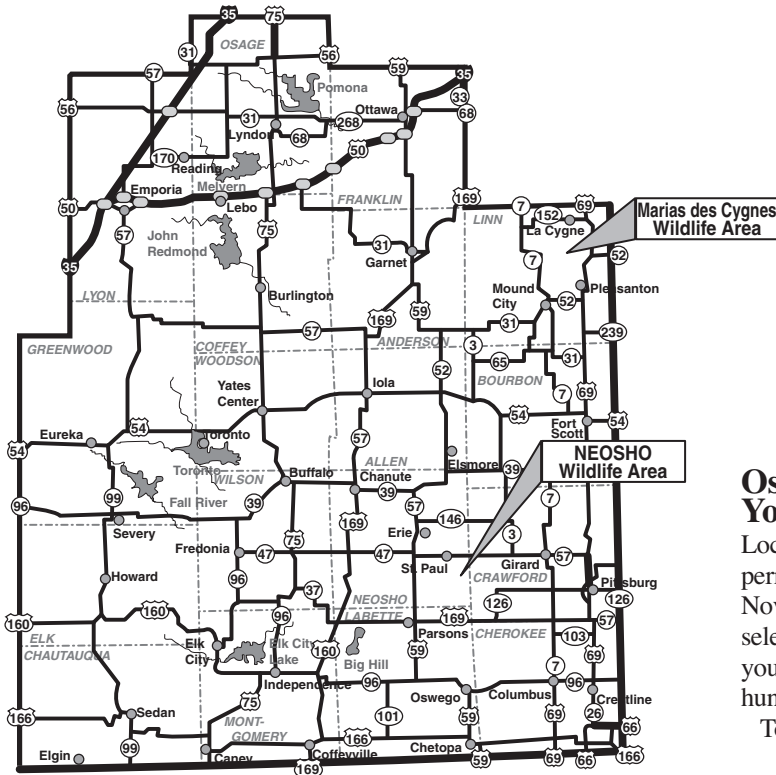 35
75
OSAGE
31
56
59
35
57
33
Pomona
56
Ottawa
68
31
268
Lyndon
68
50
170
Reading
Emporia
Melvern
Lebo
FRANKLIN
169
LINN
7
69
152
La Cygne
Marias des Cygnes
Wildlife Area
50
57
75
John
Redmond
31
Garnet
7
52
35
LYON
Burlington
Mound
City
52
Pleasanton
169
59
31
239
GREENWOOD
COFFEY
57
ANDERSON
3
WOODSON
52
65
31
BOURBON
Yates
Center
Iola
7
69
54
54
Fort
Scott
54
Eureka
Toronto
57
54
NEOSHO
Wildlife Area
Toronto
WILSON
ALLEN
Elsmore
Buffalo
Chanute
39
99
Fall River
39
39
57
7
96
Severy
169
146
75
Erie
3
Fredonia
47
47
St. Paul
Girard
57
Howard
96
CRAWFORD
Pittsburg
37
NEOSHO
126
126
160
160
96
LABETTE
169
57
Parsons
CHEROKEE
ELK
Elk
City
Elk City
Lake
160
103
CHAUTAUQUA
Big Hill
59
69
7
Independence
96
96
Oswego
Columbus
Crestline
75
166
Sedan
101
59
69
26
MONT-
GOMERY
66
99
166
Elgin
Caney
Coffeyville
Chetopa
169
59
69
66
166
Os
Yo
Loc
perr
Nov
sele
you
hun
To